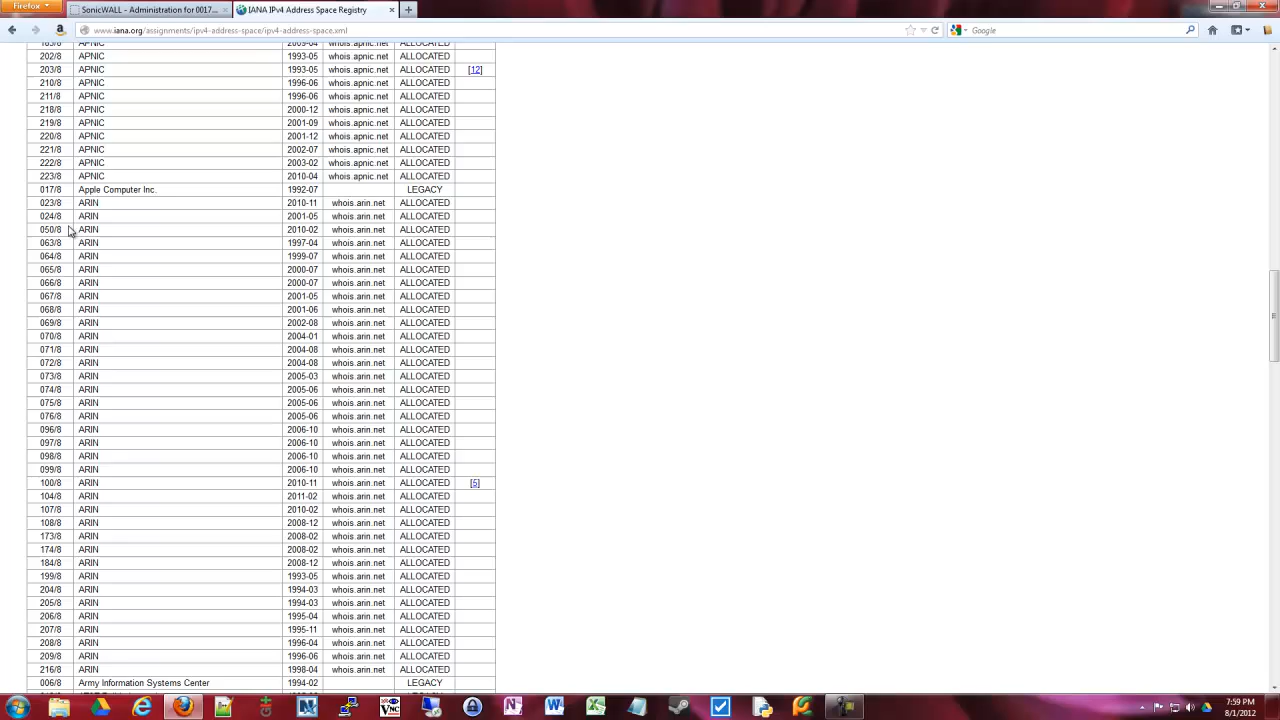 Firefox
SonicWALL - Administration for 0017...
IANA IPv4 Address Space Registry
www.iana.org/assignments/ipv4-address-space/ipv4-address-space.xml
Google
183/8 APNIC 2009-04 whois.apnic.net ALLOCATED
202/8 APNIC 1993-05 whois.apnic.net ALLOCATED
203/8 APNIC 1993-05 whois.apnic.net ALLOCATED [12]
210/8 APNIC 1996-06 whois.apnic.net ALLOCATED
211/8 APNIC 1996-06 whois.apnic.net ALLOCATED
218/8 APNIC 2000-12 whois.apnic.net ALLOCATED
219/8 APNIC 2001-09 whois.apnic.net ALLOCATED
220/8 APNIC 2001-12 whois.apnic.net ALLOCATED
221/8 APNIC 2002-07 whois.apnic.net ALLOCATED
222/8 APNIC 2003-02 whois.apnic.net ALLOCATED
223/8 APNIC 2010-04 whois.apnic.net ALLOCATED
017/8 Apple Computer Inc. 1992-07 LEGACY
023/8 ARIN 2010-11 whois.arin.net ALLOCATED
024/8 ARIN 2001-05 whois.arin.net ALLOCATED
050/8 ARIN 2010-02 whois.arin.net ALLOCATED
063/8 ARIN 1997-04 whois.arin.net ALLOCATED
064/8 ARIN 1999-07 whois.arin.net ALLOCATED
065/8 ARIN 2000-07 whois.arin.net ALLOCATED
066/8 ARIN 2000-07 whois.arin.net ALLOCATED
067/8 ARIN 2001-05 whois.arin.net ALLOCATED
068/8 ARIN 2001-06 whois.arin.net ALLOCATED
069/8 ARIN 2002-08 whois.arin.net ALLOCATED
070/8 ARIN 2004-01 whois.arin.net ALLOCATED
071/8 ARIN 2004-08 whois.arin.net ALLOCATED
072/8 ARIN 2004-08 whois.arin.net ALLOCATED
073/8 ARIN 2005-03 whois.arin.net ALLOCATED
074/8 ARIN 2005-06 whois.arin.net ALLOCATED
075/8 ARIN 2005-06 whois.arin.net ALLOCATED
076/8 ARIN 2005-06 whois.arin.net ALLOCATED
096/8 ARIN 2006-10 whois.arin.net ALLOCATED
097/8 ARIN 2006-10 whois.arin.net ALLOCATED
098/8 ARIN 2006-10 whois.arin.net ALLOCATED
099/8 ARIN 2006-10 whois.arin.net ALLOCATED
100/8 ARIN 2010-11 whois.arin.net ALLOCATED [5]
104/8 ARIN 2011-02 whois.arin.net ALLOCATED
107/8 ARIN 2010-02 whois.arin.net ALLOCATED
108/8 ARIN 2008-12 whois.arin.net ALLOCATED
173/8 ARIN 2008-02 whois.arin.net ALLOCATED
174/8 ARIN 2008-02 whois.arin.net ALLOCATED
184/8 ARIN 2008-12 whois.arin.net ALLOCATED
199/8 ARIN 1993-05 whois.arin.net ALLOCATED
204/8 ARIN 1994-03 whois.arin.net ALLOCATED
205/8 ARIN 1994-03 whois.arin.net ALLOCATED
206/8 ARIN 1995-04 whois.arin.net ALLOCATED
207/8 ARIN 1995-11 whois.arin.net ALLOCATED
208/8 ARIN 1996-04 whois.arin.net ALLOCATED
209/8 ARIN 1996-06 whois.arin.net ALLOCATED
216/8 ARIN 1998-04 whois.arin.net ALLOCATED
006/8 Army Information Systems Center 1994-02 LEGACY
7:59 PM
8/1/2012